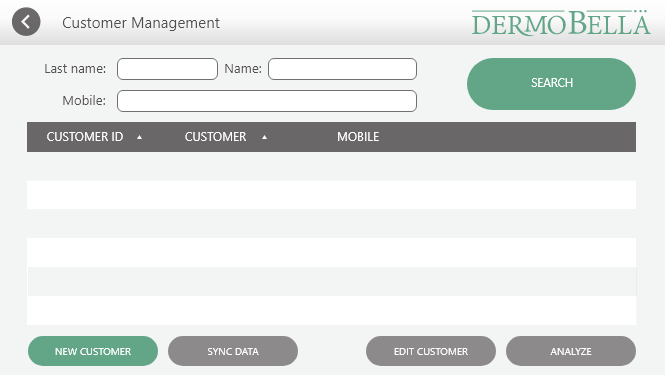 Customer Management
DERMOBELLA
Last name:
Name:
Mobile:
SEARCH
CUSTOMER ID CUSTOMER MOBILE
NEW CUSTOMER SYNC DATA EDIT CUSTOMER ANALYZE